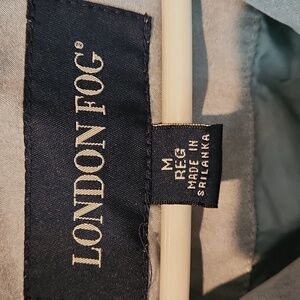 LONDON FOG®
M
REG
MADE IN
SRILANKA